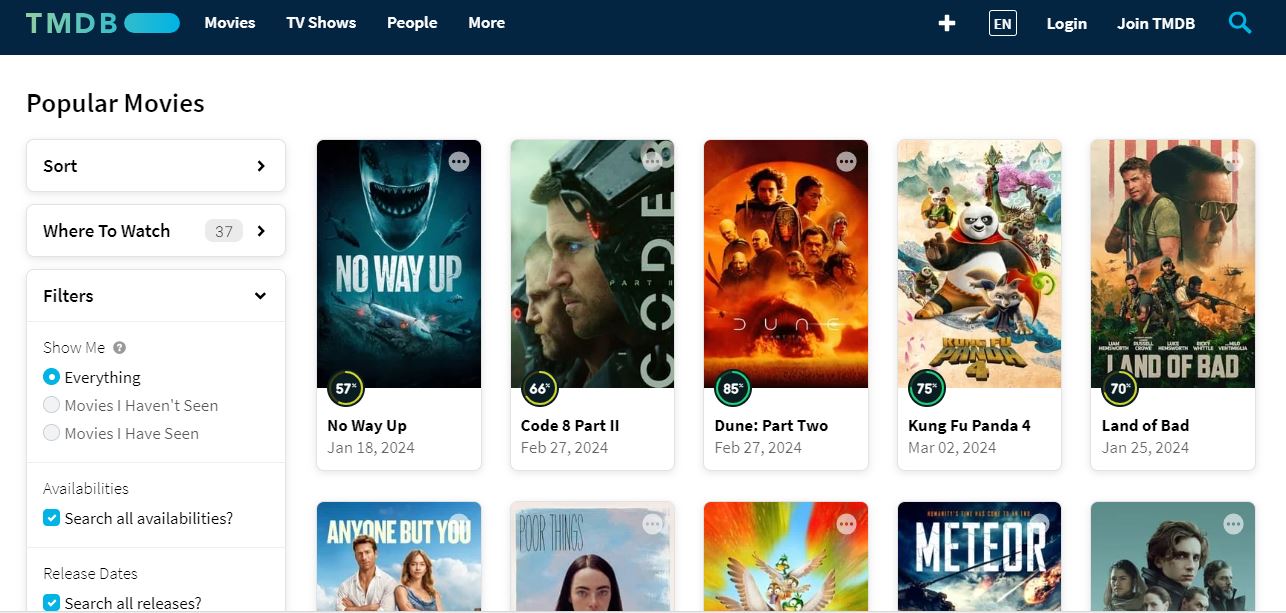 TMDB
Movies
TV Shows
People
More
EN
Login
Join TMDB
Popular Movies
Sort
Where To Watch
37
Filters
Show Me
Everything
Movies I Haven't Seen
Movies I Have Seen
Availabilities
Search all availabilities?
Release Dates
Search all releases?
NO WAY UP
57%
No Way Up
Jan 18, 2024
CODE 8
PART II
66%
Code 8 Part II
Feb 27, 2024
DUNE
85%
Dune: Part Two
Feb 27, 2024
KUNG FU
PANDA
4
75%
Kung Fu Panda 4
Mar 02, 2024
LIAM HEMSWORTH
RUSSELL CROWE
LUKE HEMSWORTH
RICKY WHITTLE
MILO VENTIMIGLIA
LAND OF BAD
70%
Land of Bad
Jan 25, 2024
ANYONE BUT YOU
POOR THINGS
HUMANITY'S TIME HAS COME TO AN END
METEOR